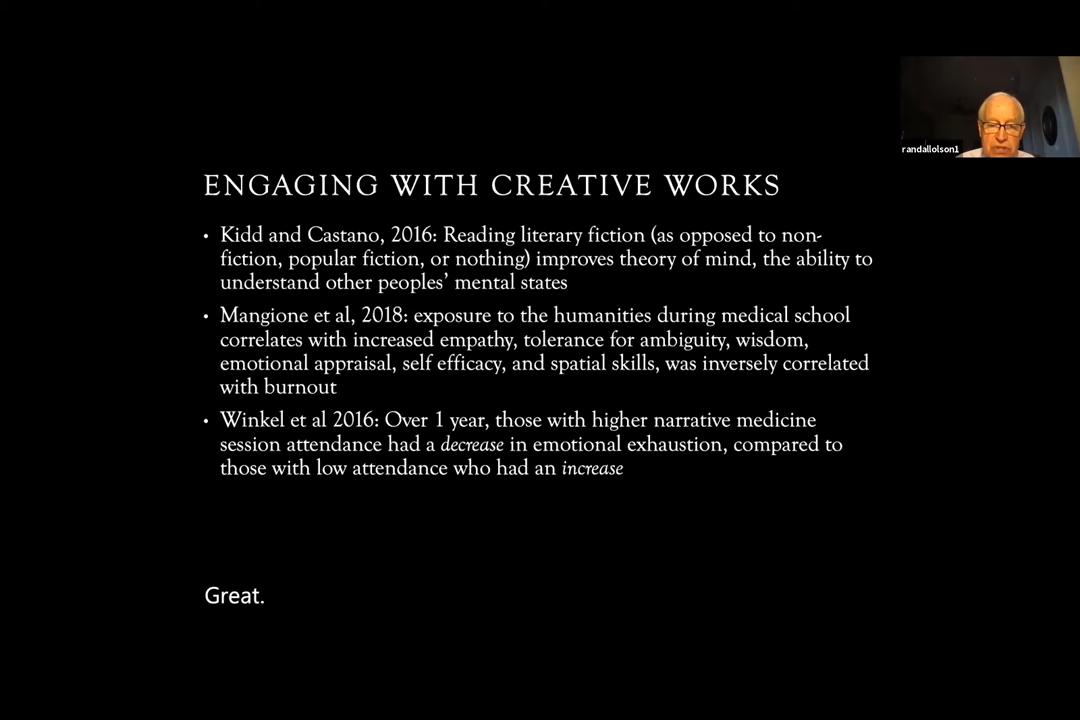 randallolson1
ENGAGING WITH CREATIVE WORKS
• Kidd and Castano, 2016: Reading literary fiction (as opposed to non-
fiction, popular fiction, or nothing) improves theory of mind, the ability to
understand other peoples’ mental states
• Mangione et al, 2018: exposure to the humanities during medical school
correlates with increased empathy, tolerance for ambiguity, wisdom,
emotional appraisal, self efficacy, and spatial skills, was inversely correlated
with burnout
• Winkel et al 2016: Over 1 year, those with higher narrative medicine
session attendance had a decrease in emotional exhaustion, compared to
those with low attendance who had an increase
Great.